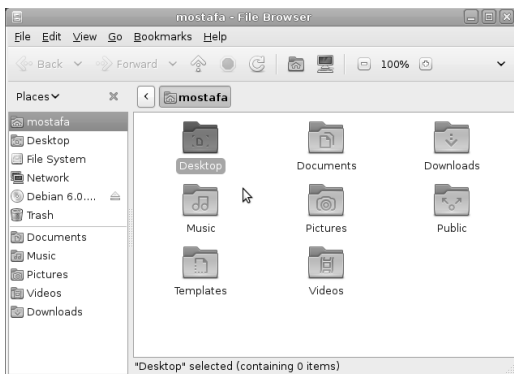 mostafa - File Browser
File Edit View Go Bookmarks Help
Back Forward 100%
Places
mostafa
mostafa
Desktop
File System
Network
Debian 6.0....
Trash
Documents
Music
Pictures
Videos
Downloads
Desktop Documents Downloads
Music Pictures Public
Templates Videos
"Desktop" selected (containing 0 items)